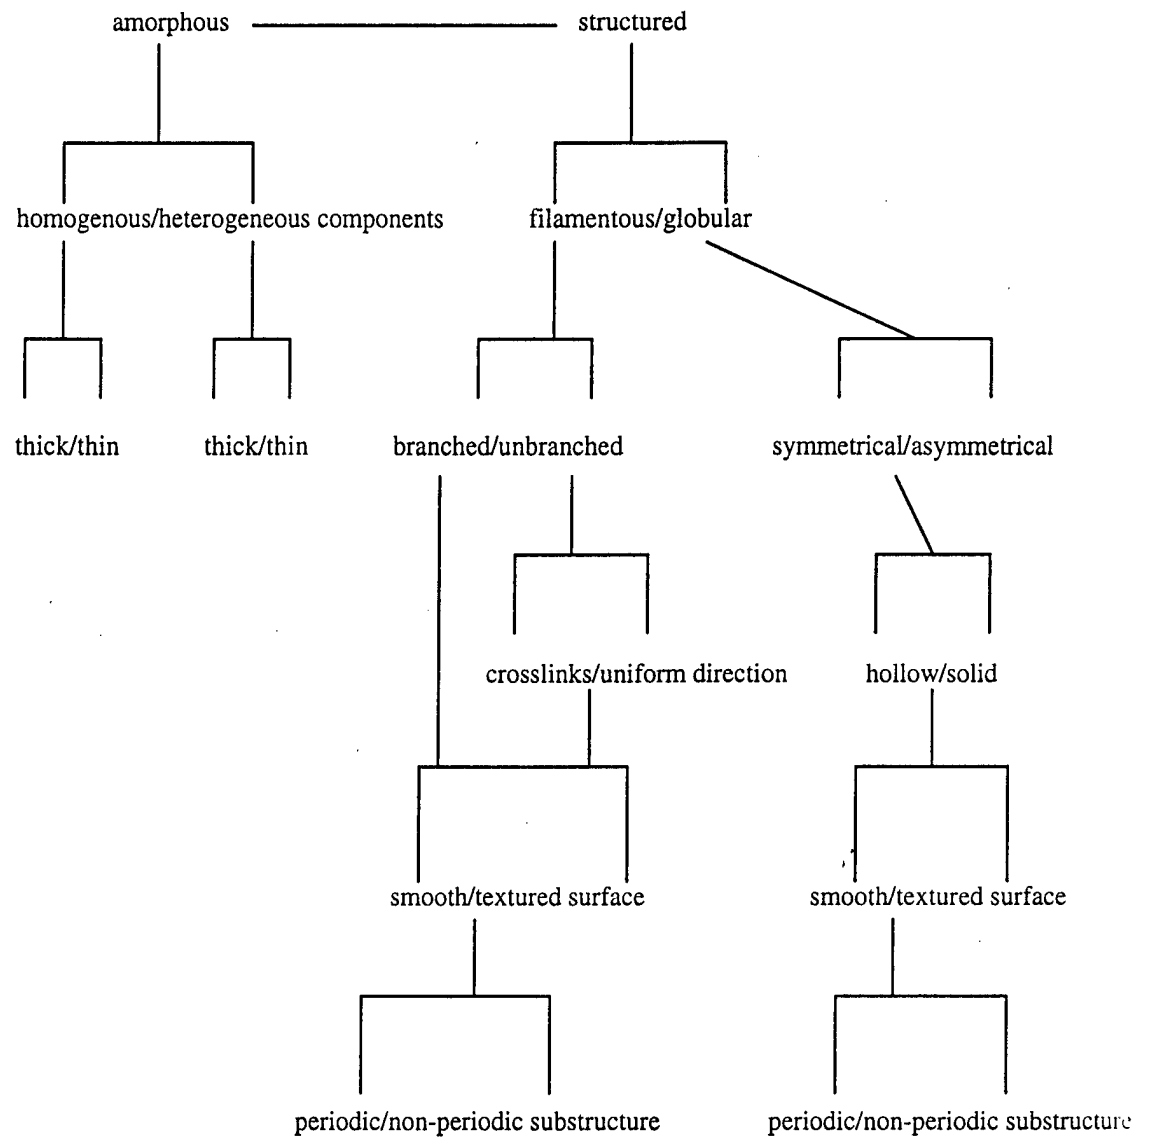 amorphous structured
homogenous/heterogeneous components filamentous/globular
thick/thin thick/thin branched/unbranched symmetrical/asymmetrical
crosslinks/uniform direction hollow/solid
smooth/textured surface smooth/textured surface
periodic/non-periodic substructure periodic/non-periodic substructure